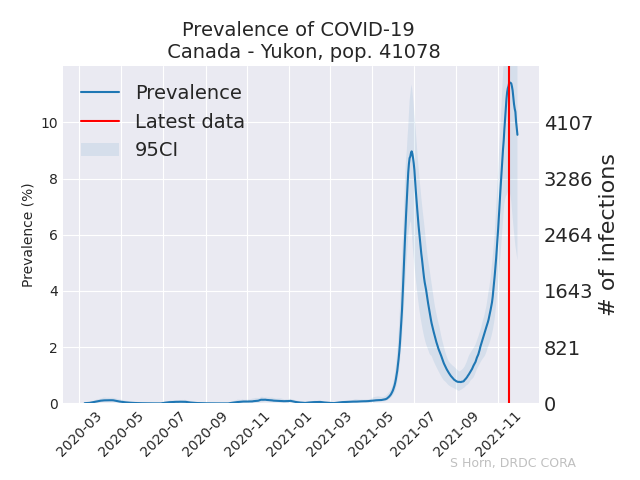 Prevalence of COVID-19
Canada - Yukon, pop. 41078
Prevalence
Latest data
95CI
Prevalence (%)
10
8
6
4
2
0
4107
3286
2464
1643
821
0
# of infections
2020-03
2020-05
2020-07
2020-09
2020-11
2021-01
2021-03
2021-05
2021-07
2021-09
2021-11
S Horn, DRDC CORA